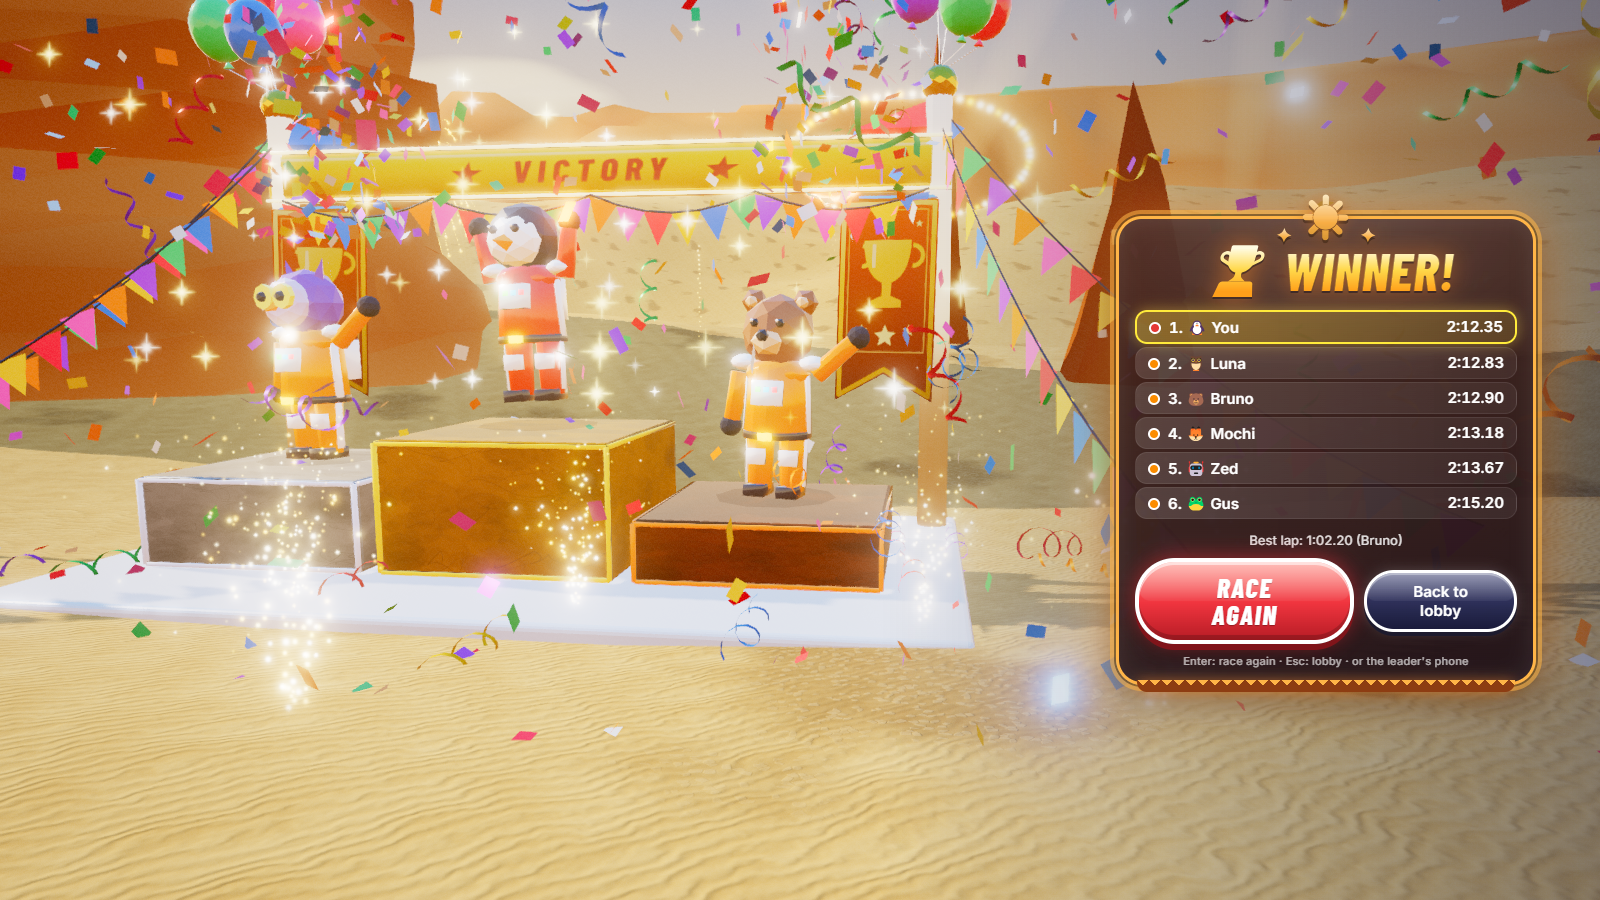 VICTORY
WINNER!
1. You 2:12.35
2. Luna 2:12.83
3. Bruno 2:12.90
4. Mochi 2:13.18
5. Zed 2:13.67
6. Gus 2:15.20
Best lap: 1:02.20 (Bruno)
RACE
AGAIN
Back to
lobby
Enter: race again · Esc: lobby · or the leader's phone